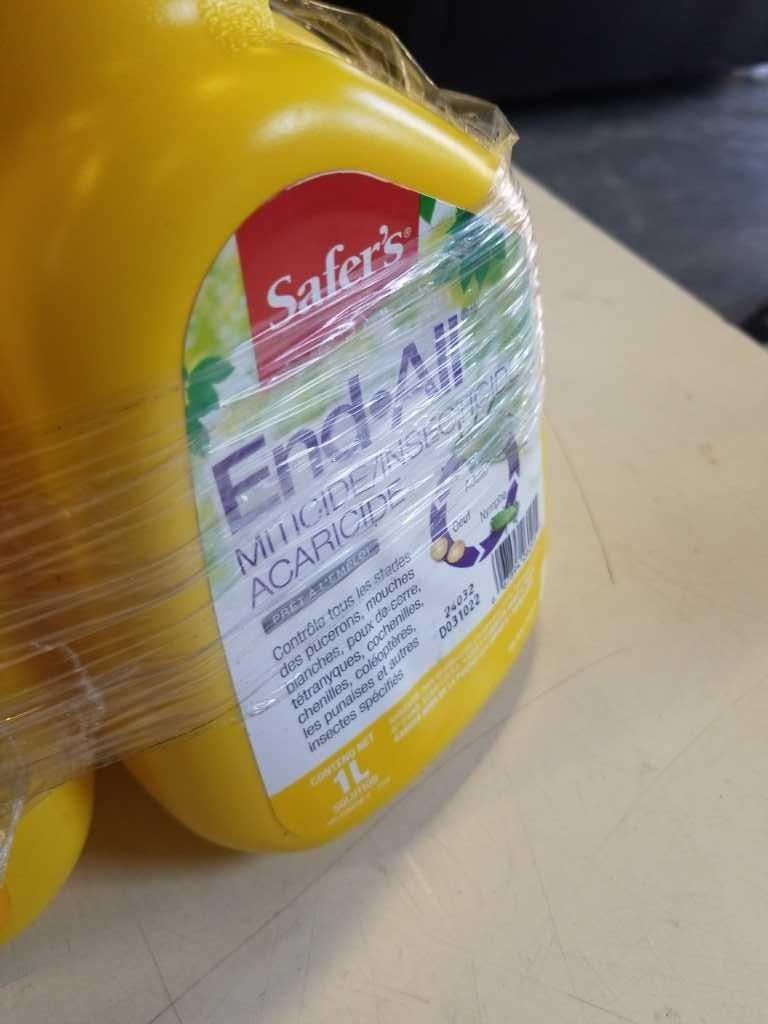 Safer's®
End•All
MITICIDE/INSECTICIDE
ACARICIDE
PRÊT À L'EMPLOI
Oeuf
Nymphe
Contrôle tous les stades
des pucerons, mouches
blanches, poux de serre,
tétranyques, cochenilles,
chenilles, coléoptères,
les punaises et autres
insectes spécifiés
24032
D031022
CONTENU NET
1L
SOLUTION